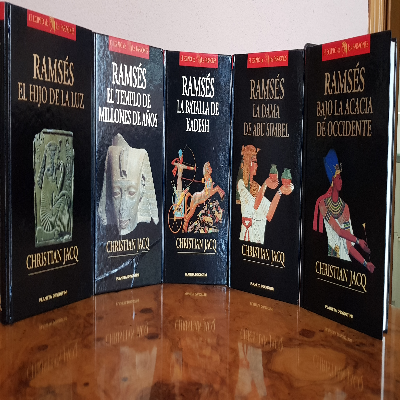 RAMSÉS
EL HIJO DE LA LUZ
CHRISTIAN JACQ
RAMSÉS
EL TEMPLO DE
MILLONES DE AÑOS
CHRISTIAN JACQ
RAMSÉS
LA BATALLA DE
KADESH
CHRISTIAN JACQ
RAMSÉS
LA DAMA
DE ABU SIMBEL
CHRISTIAN JACQ
RAMSÉS
BAJO LA ACACIA
DE OCCIDENTE
CHRISTIAN JACQ